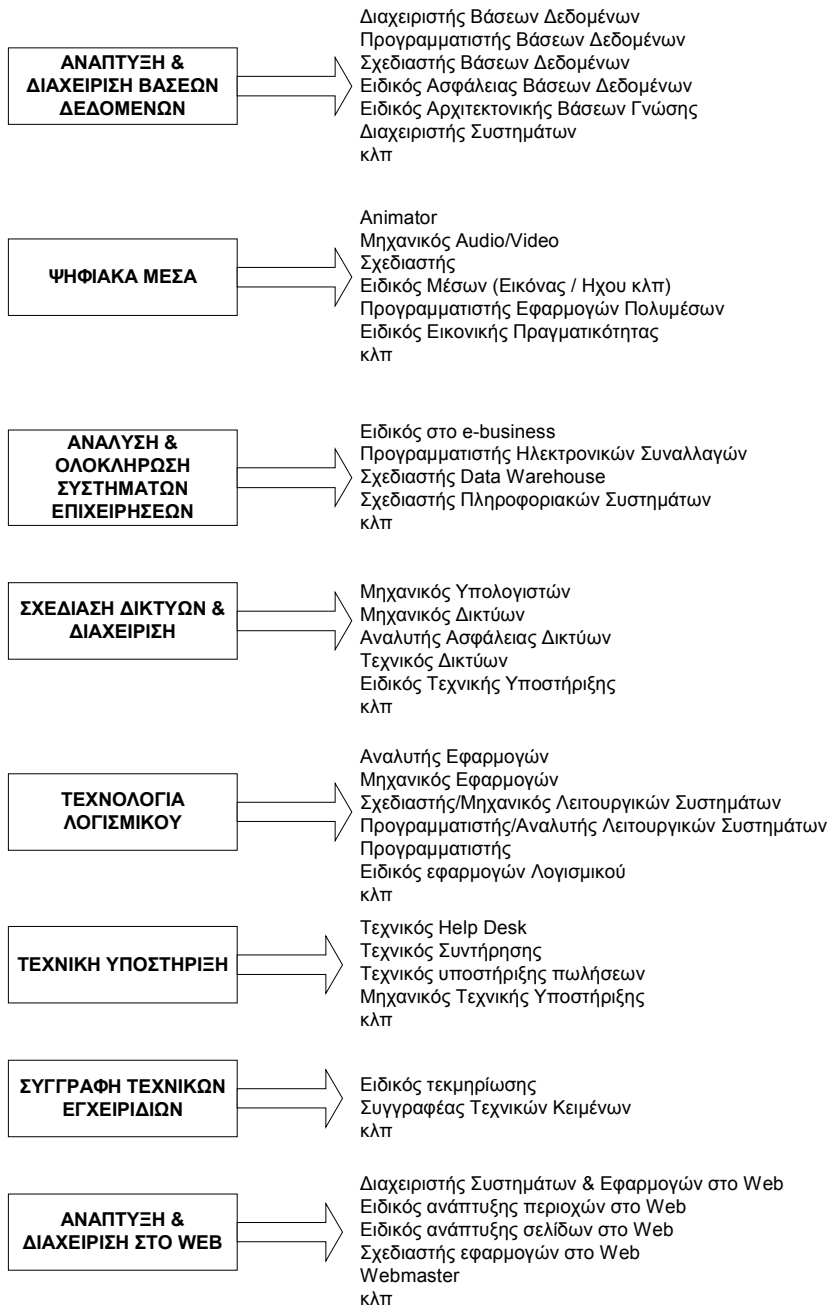 ΑΝΑΠΤΥΞΗ &
ΔΙΑΧΕΙΡΙΣΗ ΒΑΣΕΩΝ
ΔΕΔΟΜΕΝΩΝ
Διαχειριστής Βάσεων Δεδομένων
Προγραμματιστής Βάσεων Δεδομένων
Σχεδιαστής Βάσεων Δεδομένων
Ειδικός Ασφάλειας Βάσεων Δεδομένων
Ειδικός Αρχιτεκτονικής Βάσεων Γνώσης
Διαχειριστής Συστημάτων
κλπ
ΨΗΦΙΑΚΑ ΜΕΣΑ
Animator
Μηχανικός Audio/Video
Σχεδιαστής
Ειδικός Μέσων (Εικόνας / Ηχου κλπ)
Προγραμματιστής Εφαρμογών Πολυμέσων
Ειδικός Εικονικής Πραγματικότητας
κλπ
ΑΝΑΛΥΣΗ &
ΟΛΟΚΛΗΡΩΣΗ
ΣΥΣΤΗΜΑΤΩΝ
ΕΠΙΧΕΙΡΗΣΕΩΝ
Ειδικός στο e-business
Προγραμματιστής Ηλεκτρονικών Συναλλαγών
Σχεδιαστής Data Warehouse
Σχεδιαστής Πληροφοριακών Συστημάτων
κλπ
ΣΧΕΔΙΑΣΗ ΔΙΚΤΥΩΝ &
ΔΙΑΧΕΙΡΙΣΗ
Μηχανικός Υπολογιστών
Μηχανικός Δικτύων
Αναλυτής Ασφάλειας Δικτύων
Τεχνικός Δικτύων
Ειδικός Τεχνικής Υποστήριξης
κλπ
ΤΕΧΝΟΛΟΓΙΑ
ΛΟΓΙΣΜΙΚΟΥ
Αναλυτής Εφαρμογών
Μηχανικός Εφαρμογών
Σχεδιαστής/Μηχανικός Λειτουργικών Συστημάτων
Προγραμματιστής/Αναλυτής Λειτουργικών Συστημάτων
Προγραμματιστής
Ειδικός εφαρμογών Λογισμικού
κλπ
ΤΕΧΝΙΚΗ ΥΠΟΣΤΗΡΙΞΗ
Τεχνικός Help Desk
Τεχνικός Συντήρησης
Τεχνικός υποστήριξης πωλήσεων
Μηχανικός Τεχνικής Υποστήριξης
κλπ
ΣΥΓΓΡΑΦΗ ΤΕΧΝΙΚΩΝ
ΕΓΧΕΙΡΙΔΙΩΝ
Ειδικός τεκμηρίωσης
Συγγραφέας Τεχνικών Κειμένων
κλπ
ΑΝΑΠΤΥΞΗ &
ΔΙΑΧΕΙΡΙΣΗ ΣΤΟ WEB
Διαχειριστής Συστημάτων & Εφαρμογών στο Web
Ειδικός ανάπτυξης περιοχών στο Web
Ειδικός ανάπτυξης σελίδων στο Web
Σχεδιαστής εφαρμογών στο Web
Webmaster
κλπ